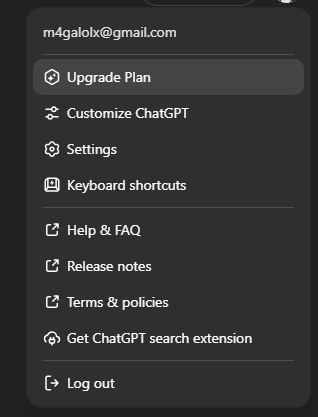 m4galolx@gmail.com
Upgrade Plan
Customize ChatGPT
Settings
Keyboard shortcuts
Help & FAQ
Release notes
Terms & policies
Get ChatGPT search extension
Log out